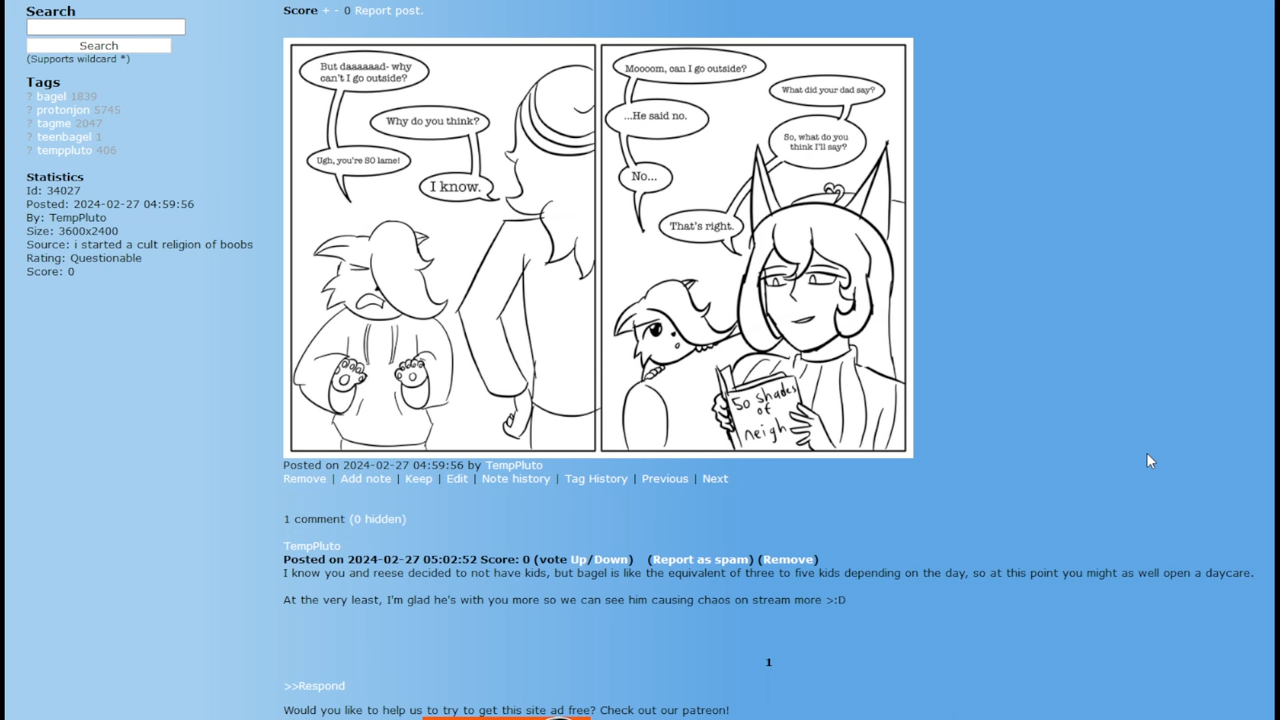 Search
Search
(Supports wildcard *)
Tags
? bagel 1839
? protonjon 5745
? tagme 2047
? teenbagel 1
? temppluto 406
Statistics
Id: 34027
Posted: 2024-02-27 04:59:56
By: TempPluto
Size: 3600x2400
Source: i started a cult religion of boobs
Rating: Questionable
Score: 0
Score + - 0 Report post.
But daaaaaad- why
can't I go outside?
Why do you think?
Ugh, you're SO lame!
I know.
Moooom, can I go outside?
What did your dad say?
...He said no.
So, what do you
think I'll say?
No...
That's right.
50 Shades
of
neigh
Posted on 2024-02-27 04:59:56 by TempPluto
Remove | Add note | Keep | Edit | Note history | Tag History | Previous | Next
1 comment (0 hidden)
TempPluto
Posted on 2024-02-27 05:02:52 Score: 0 (vote Up/Down) (Report as spam) (Remove)
I know you and reese decided to not have kids, but bagel is like the equivalent of three to five kids depending on the day, so at this point you might as well open a daycare.
At the very least, I'm glad he's with you more so we can see him causing chaos on stream more >:D
1
>>Respond
Would you like to help us to try to get this site ad free? Check out our patreon!